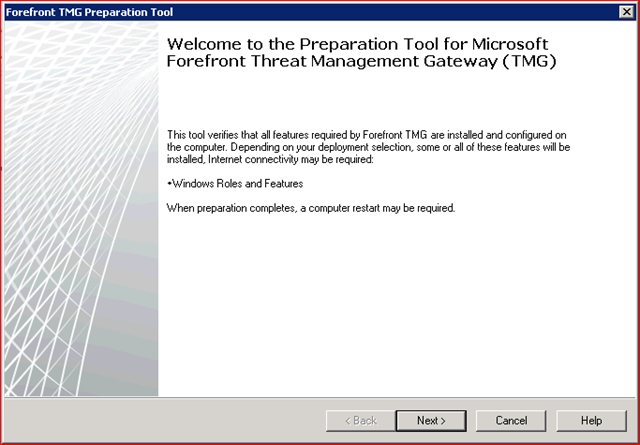 Forefront TMG Preparation Tool
Welcome to the Preparation Tool for Microsoft
Forefront Threat Management Gateway (TMG)
This tool verifies that all features required by Forefront TMG are installed and configured on
the computer. Depending on your deployment selection, some or all of these features will be
installed, Internet connectivity may be required:
•Windows Roles and Features
When preparation completes, a computer restart may be required.
< Back
Next >
Cancel
Help